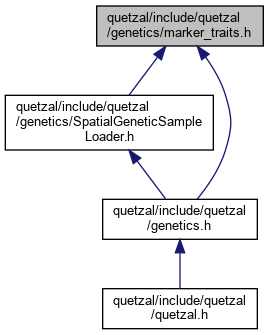 quetzal/include/quetzal
/genetics/marker_traits.h
quetzal/include/quetzal
/genetics/SpatialGeneticSample
Loader.h
quetzal/include/quetzal
/genetics.h
quetzal/include/quetzal
/quetzal.h